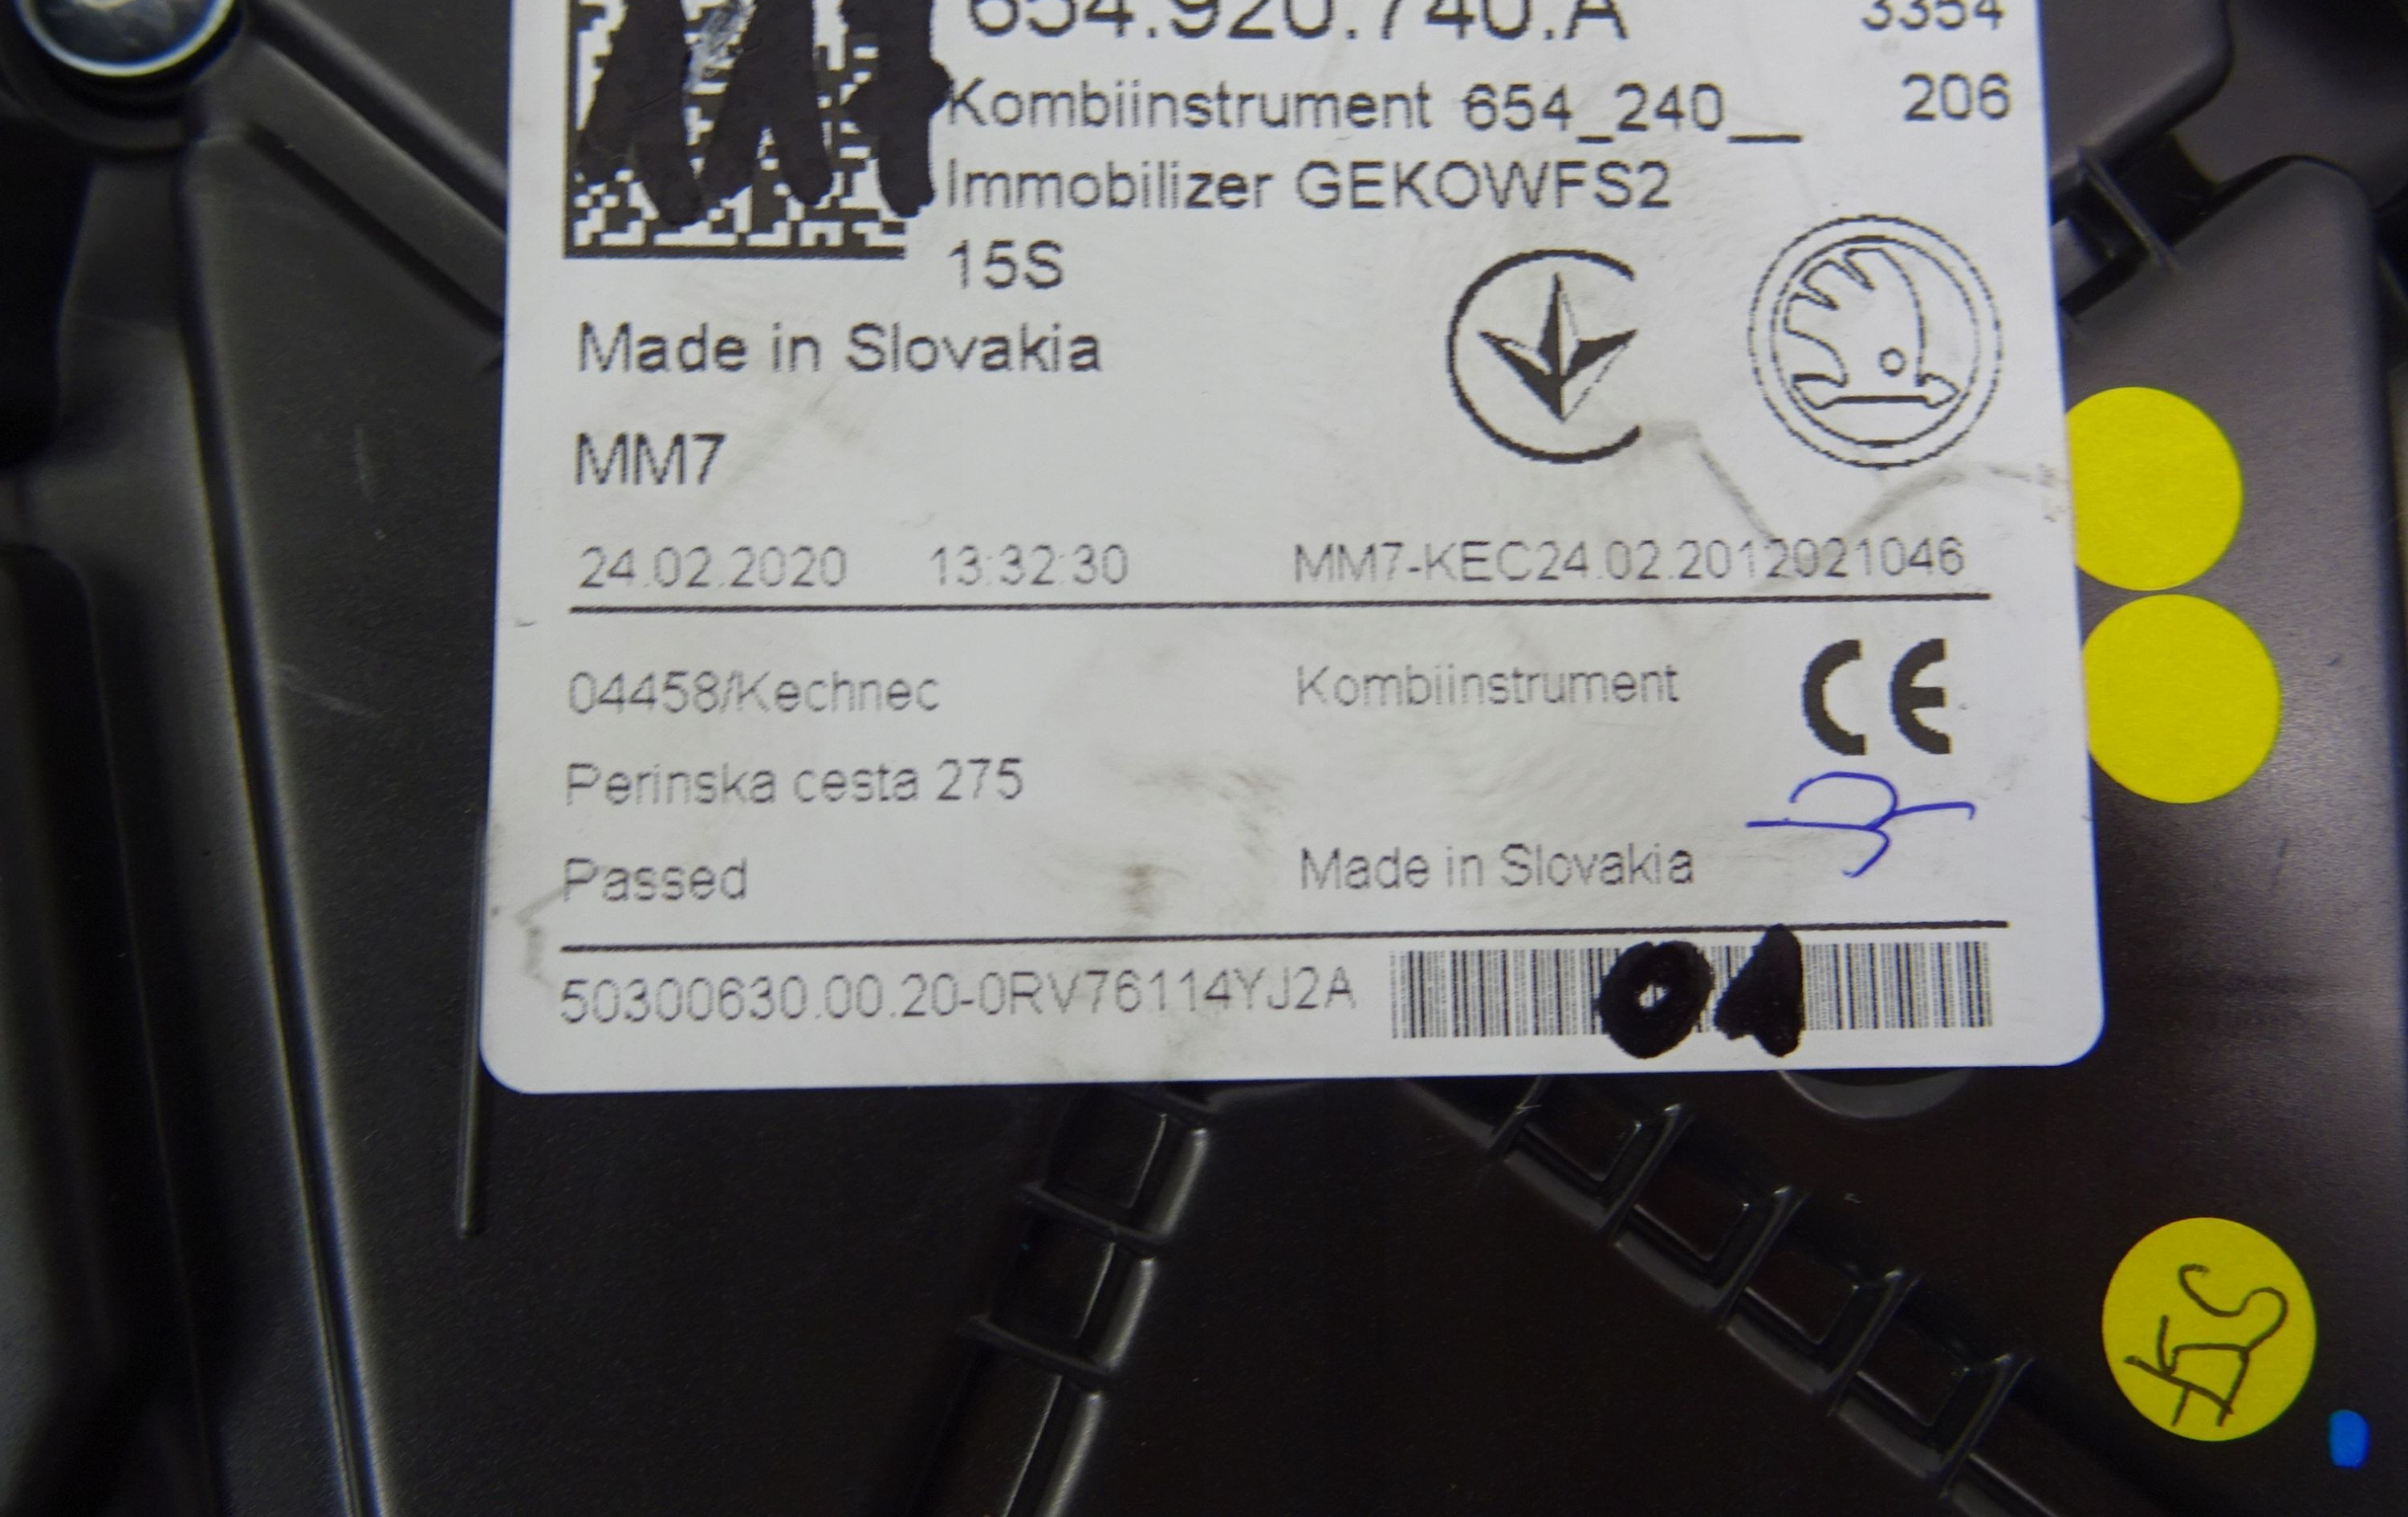 654.920.740.A 3354
Kombiinstrument 654_240__ 206
Immobilizer GEKOWFS2
15S
Made in Slovakia
MM7
24.02.2020 13:32:30 MM7-KEC24.02.2012021046
04458/Kechnec Kombiinstrument CE
Perinska cesta 275
Passed Made in Slovakia
50300630.00.20-0RV76114YJ2A 01